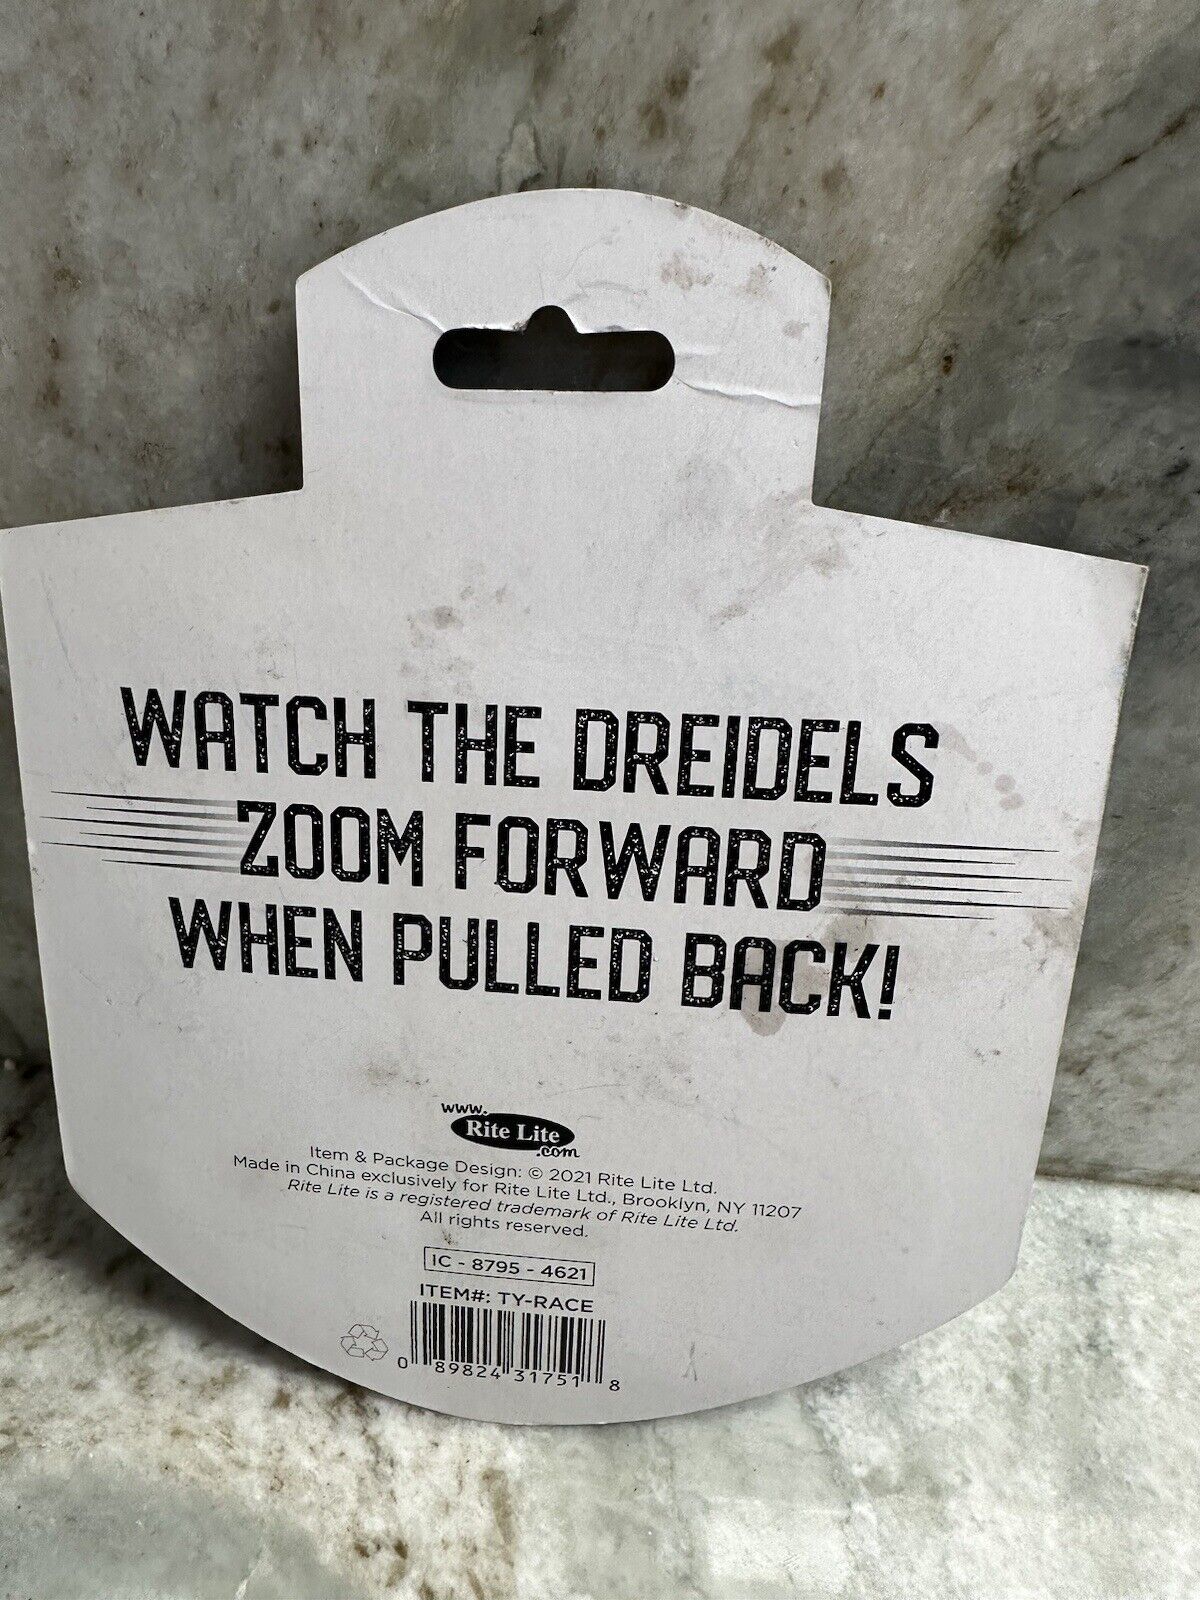 WATCH THE DREIDELS
ZOOM FORWARD
WHEN PULLED BACK!
www.
Rite Lite
.com
Item & Package Design: © 2021 Rite Lite Ltd.
Made in China exclusively for Rite Lite Ltd., Brooklyn, NY 11207
Rite Lite is a registered trademark of Rite Lite Ltd.
All rights reserved.
IC - 8795 - 4621
ITEM#: TY-RACE
0 89824 31751 8